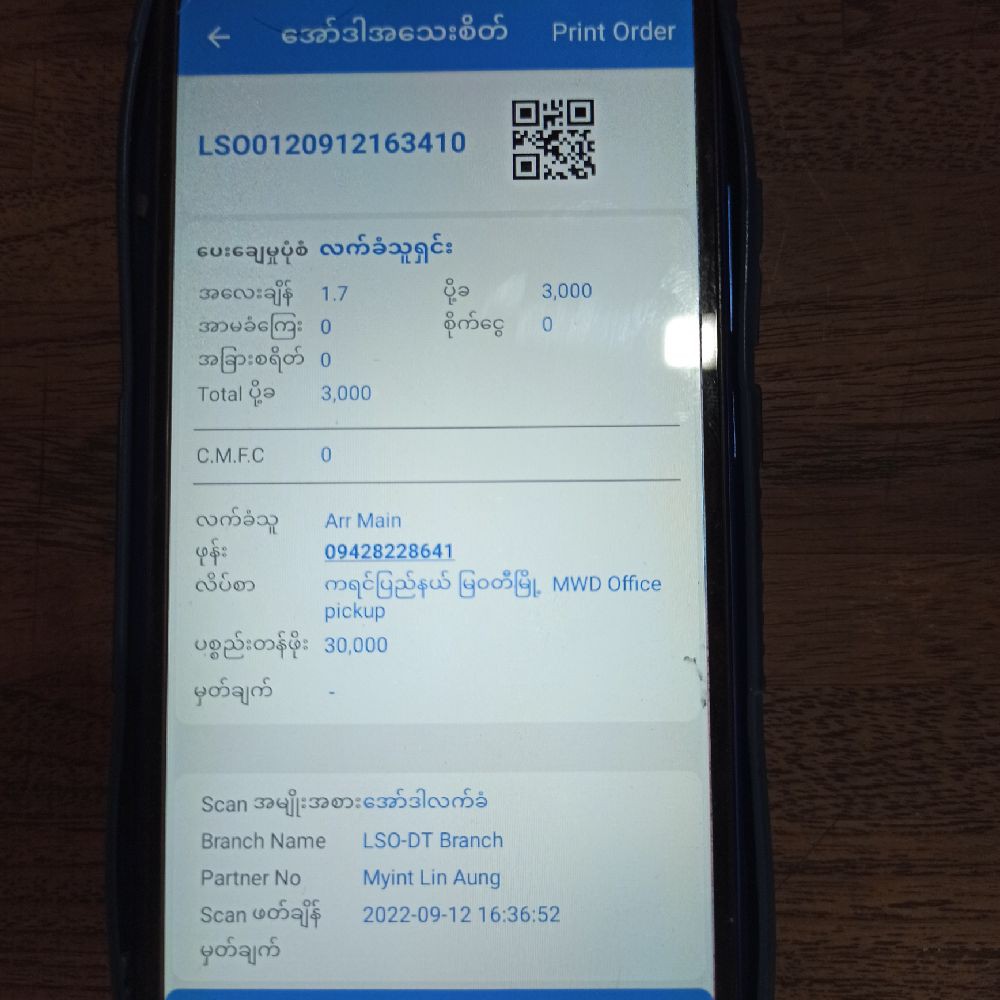 ← အော်ဒါအသေးစိတ် Print Order
LSO0120912163410
ပေးချေမှုပုံစံ လက်ခံသူရှင်း
အလေးချိန် 1.7 ပို့ခ 3,000
အာမခံကြေး 0 စိုက်ငွေ 0
အခြားစရိတ် 0
Total ပို့ခ 3,000
C.M.F.C 0
လက်ခံသူ Arr Main
ဖုန်း 09428228641
လိပ်စာ ကရင်ပြည်နယ် မြဝတီမြို့ MWD Office
pickup
ပစ္စည်းတန်ဖိုး 30,000
မှတ်ချက် -
Scan အမျိုးအစား အော်ဒါလက်ခံ
Branch Name LSO-DT Branch
Partner No Myint Lin Aung
Scan ဖတ်ချိန် 2022-09-12 16:36:52
မှတ်ချက်